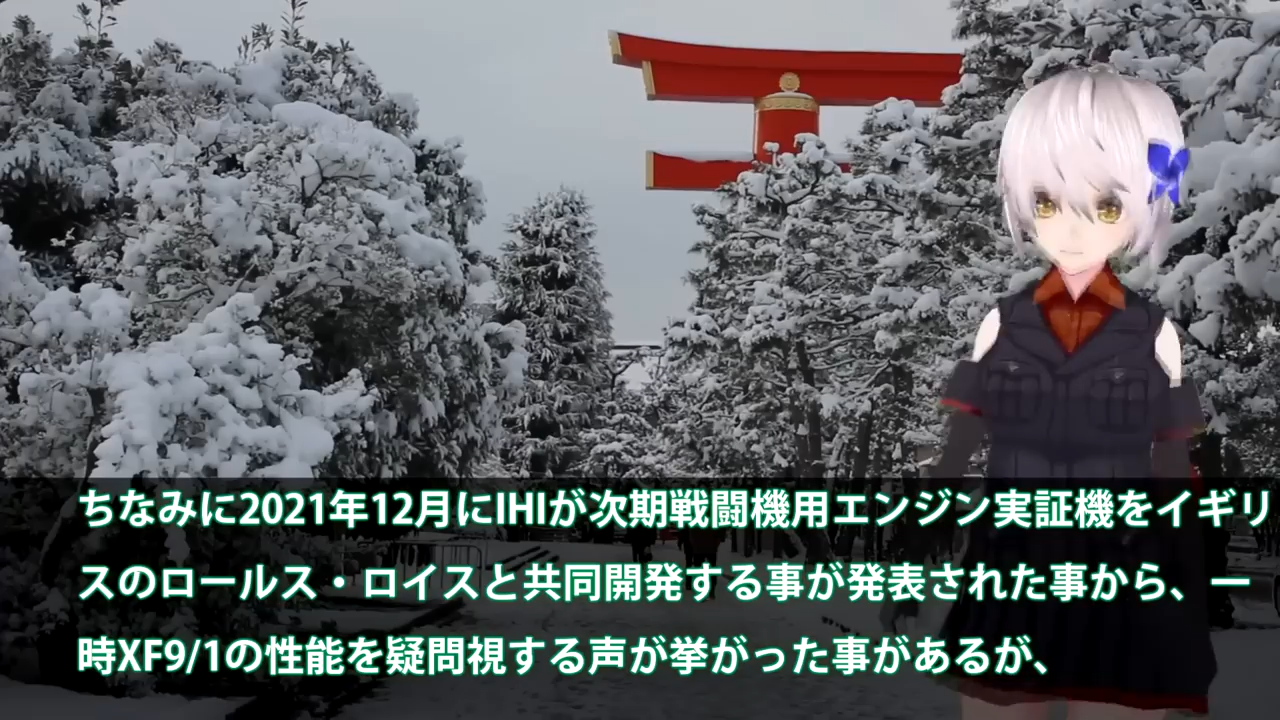 ちなみに2021年12月にIHIが次期戦闘機用エンジン実証機をイギリ
スのロールス・ロイスと共同開発する事が発表された事から、一
時XF9/1の性能を疑問視する声が挙がった事があるが、